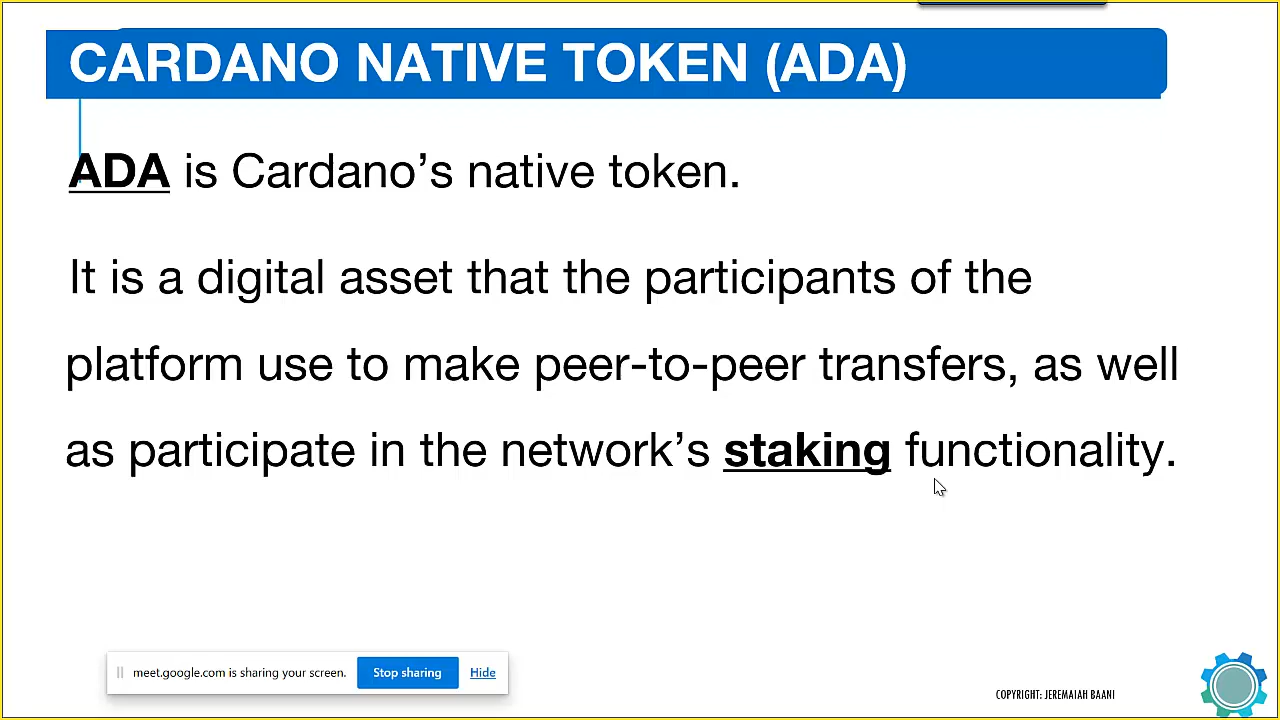 CARDANO NATIVE TOKEN (ADA)
ADA is Cardano’s native token.
It is a digital asset that the participants of the
platform use to make peer-to-peer transfers, as well
as participate in the network’s staking functionality.
meet.google.com is sharing your screen. Stop sharing Hide
COPYRIGHT: JEREMAIAH BAANI